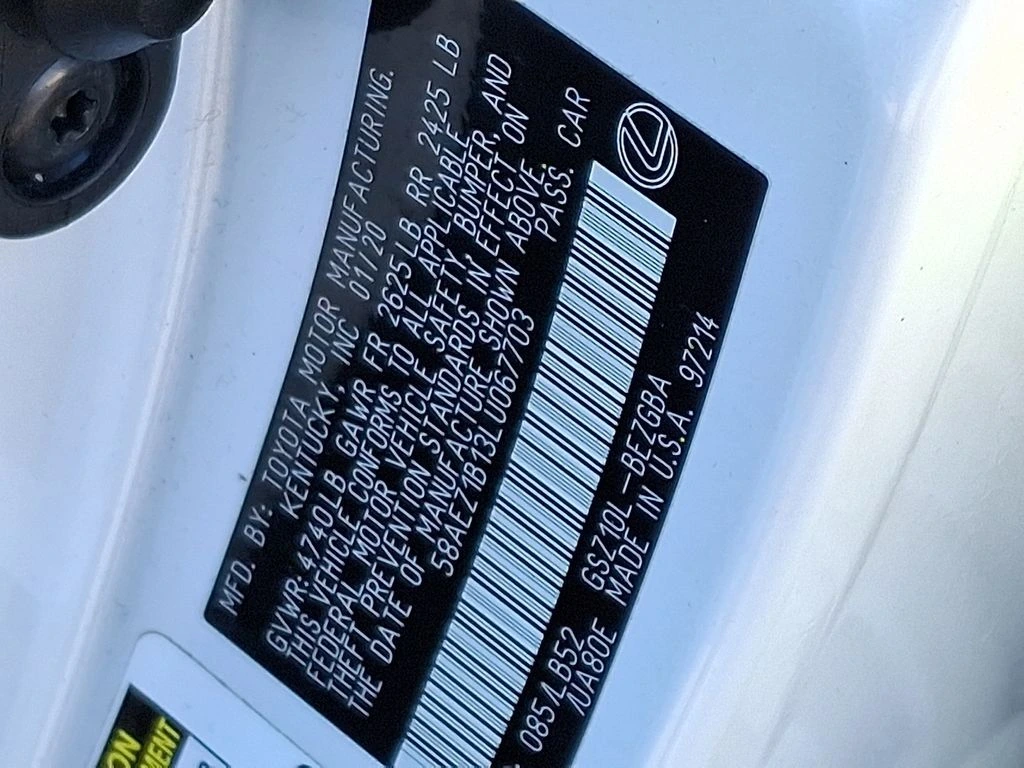 MFD. BY: TOYOTA MOTOR MANUFACTURING.
KENTUCKY, INC 01/20
GVWR: 4740LB GAWR FR 2625LB RR 2425 LB
THIS VEHICLE CONFORMS TO ALL APPLICABLE
FEDERAL MOTOR VEHICLE SAFETY, BUMPER, AND
THEFT PREVENTION STANDARDS IN EFFECT ON
THE DATE OF MANUFACTURE SHOWN ABOVE.
58AEZ1B13LU067703 PASS. CAR
085/LB52 GSZ10L-BEZGBA
/UA80E MADE IN U.S.A. 97214